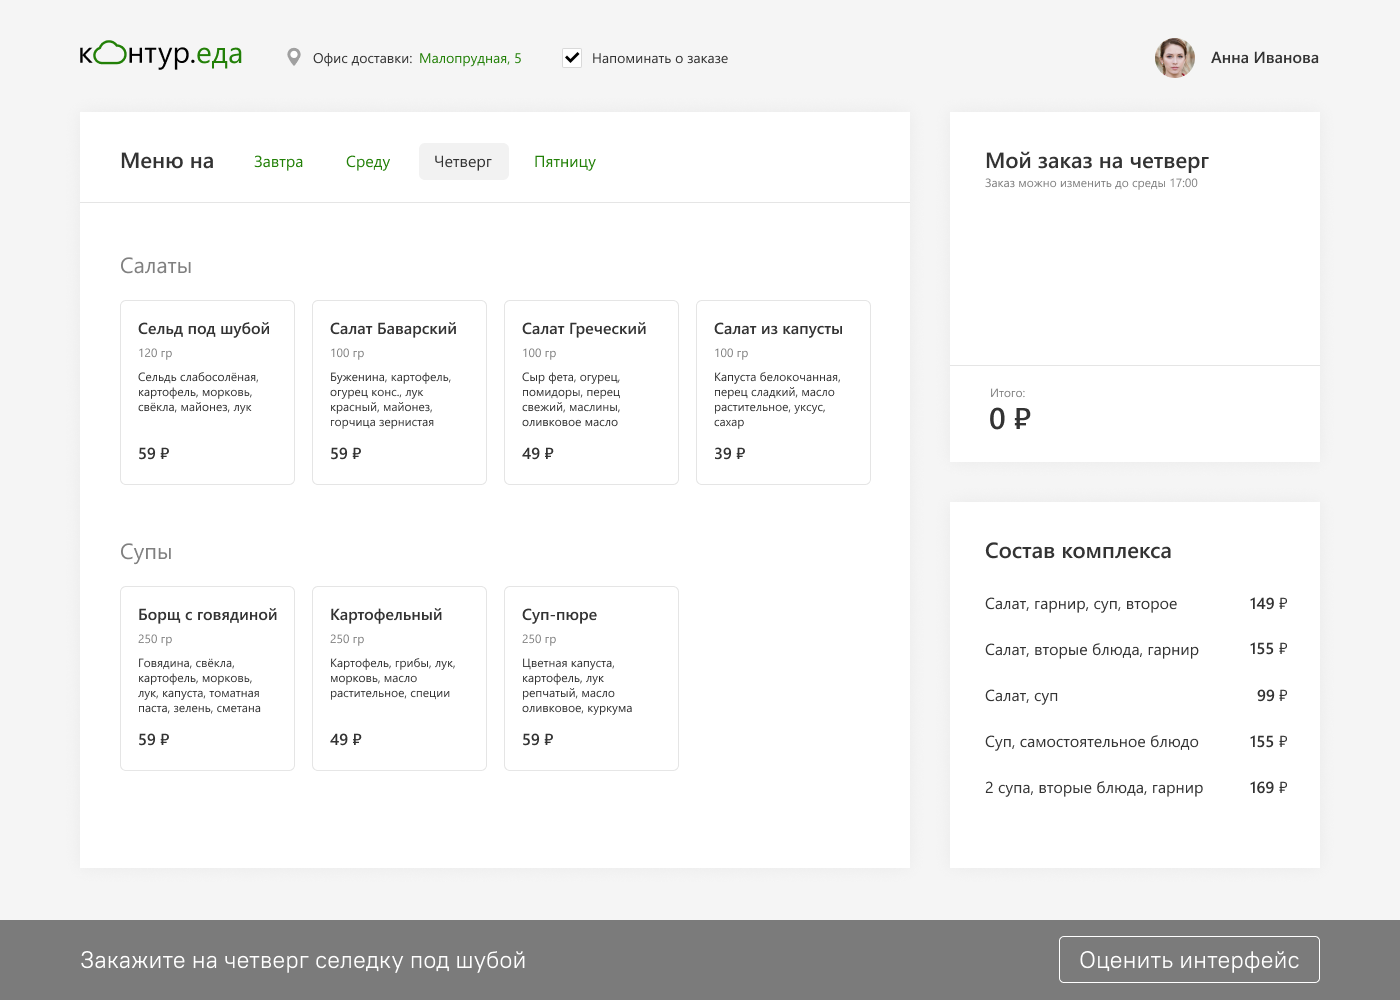 контур.еда
Офис доставки: Малопрудная, 5
Напоминать о заказе
Анна Иванова
Меню на
Завтра
Среду
Четверг
Пятницу
Салаты
Сельд под шубой
120 гр
Сельдь слабосолёная,
картофель, морковь,
свёкла, майонез, лук
59 ₽
Салат Баварский
100 гр
Буженина, картофель,
огурец конс., лук
красный, майонез,
горчица зернистая
59 ₽
Салат Греческий
100 гр
Сыр фета, огурец,
помидоры, перец
свежий, маслины,
оливковое масло
49 ₽
Салат из капусты
100 гр
Капуста белокочанная,
перец сладкий, масло
растительное, уксус,
сахар
39 ₽
Супы
Борщ с говядиной
250 гр
Говядина, свёкла,
картофель, морковь,
лук, капуста, томатная
паста, зелень, сметана
59 ₽
Картофельный
250 гр
Картофель, грибы, лук,
морковь, масло
растительное, специи
49 ₽
Суп-пюре
250 гр
Цветная капуста,
картофель, лук
репчатый, масло
оливковое, куркума
59 ₽
Мой заказ на четверг
Заказ можно изменить до среды 17:00
Итого:
0 ₽
Состав комплекса
Салат, гарнир, суп, второе 149 ₽
Салат, вторые блюда, гарнир 155 ₽
Салат, суп 99 ₽
Суп, самостоятельное блюдо 155 ₽
2 супа, вторые блюда, гарнир 169 ₽
Закажите на четверг селедку под шубой
Оценить интерфейс